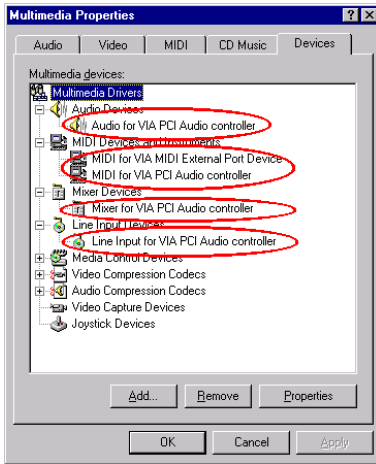 Multimedia Properties
Audio Video MIDI CD Music Devices
Multimedia devices:
Multimedia Drivers
Audio Devices
Audio for VIA PCI Audio controller
MIDI Devices and Instruments
MIDI for VIA MIDI External Port Device
MIDI for VIA PCI Audio controller
Mixer Devices
Mixer for VIA PCI Audio controller
Line Input Devices
Line Input for VIA PCI Audio controller
Media Control Devices
Video Compression Codecs
Audio Compression Codecs
Video Capture Devices
Joystick Devices
Add... Remove Properties
OK Cancel Apply